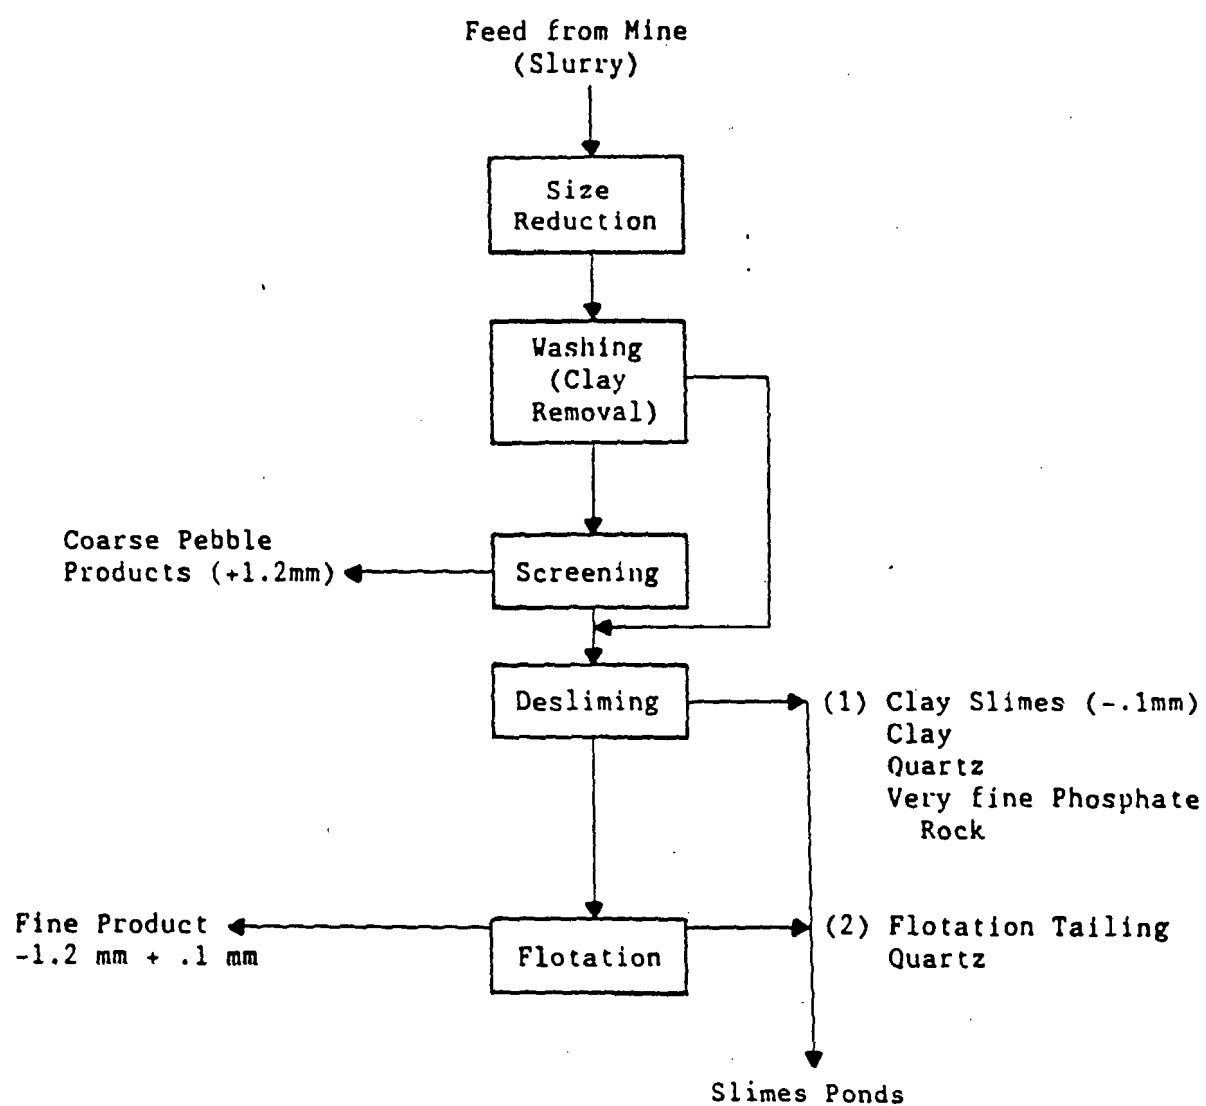 Feed from Mine
(Slurry)
Size
Reduction
Washing
(Clay
Removal)
Coarse Pebble
Products (+1.2mm)
Screening
Desliming
(1) Clay Slimes (-.1mm)
Clay
Quartz
Very fine Phosphate
Rock
Fine Product
-1.2 mm + .1 mm
Flotation
(2) Flotation Tailing
Quartz
Slimes Ponds